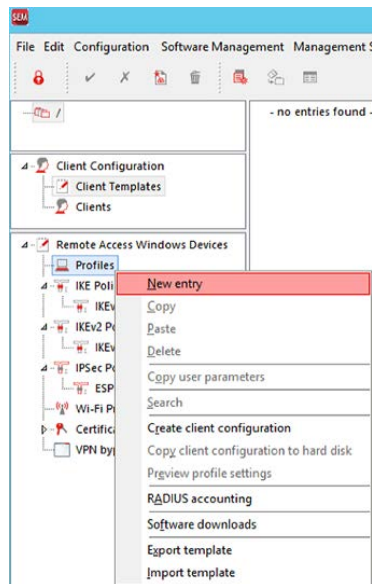 SEM
File Edit Configuration Software Management Management
/
- no entries found -
Client Configuration
Client Templates
Clients
Remote Access Windows Devices
Profiles
New entry
IKE Poli
Copy
IKEv
Paste
IKEv2 Po
Delete
IKEv
Copy user parameters
IPSec Po
Search
ESP
Wi-Fi Pr
Create client configuration
Certifica
Copy client configuration to hard disk
VPN byp
Preview profile settings
RADIUS accounting
Software downloads
Export template
Import template